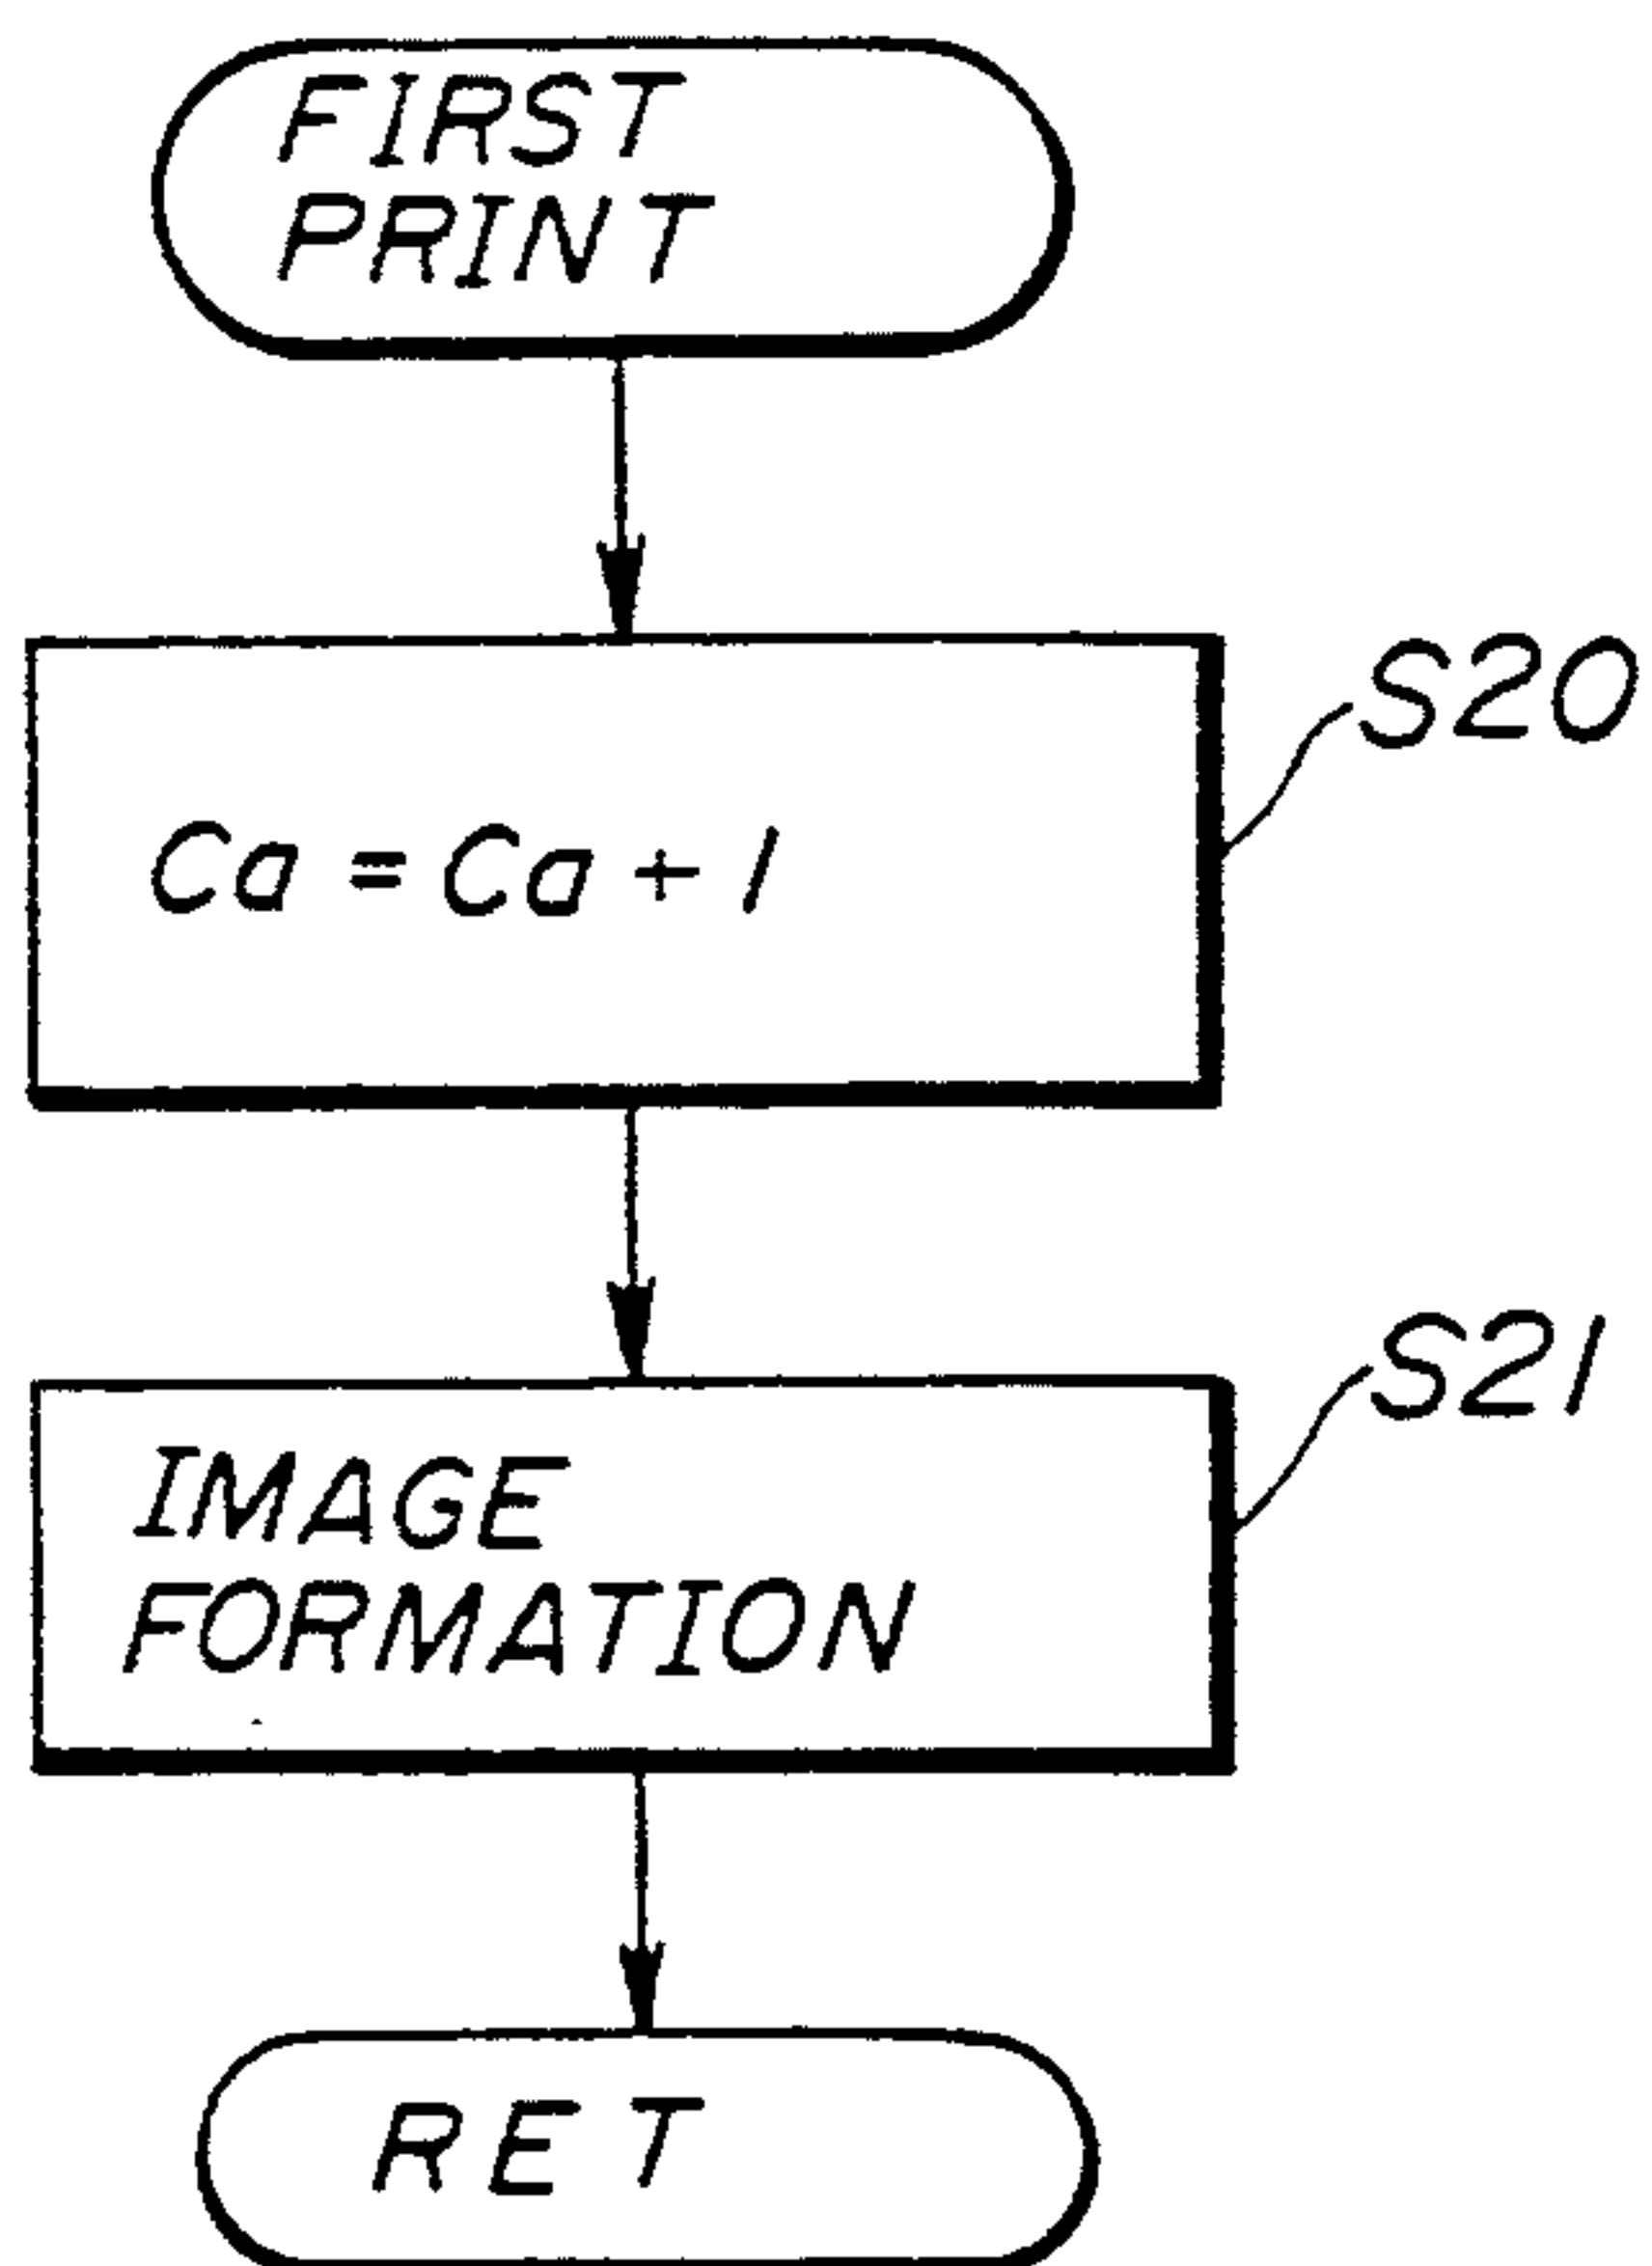 FIRST
PRINT
S20
Ca = Ca + 1
S21
IMAGE
FORMATION
RET